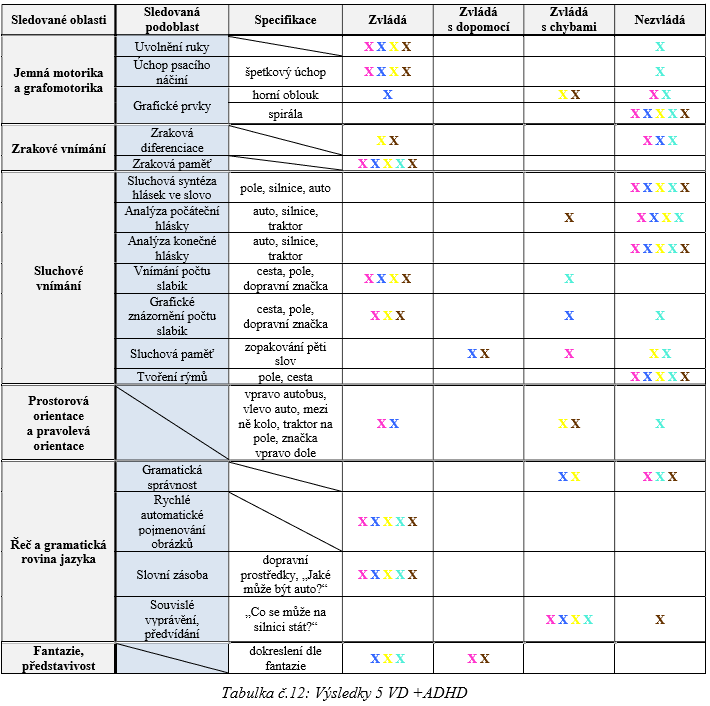 Sledované oblasti Sledovaná podoblast Specifikace Zvládá Zvládá s dopomocí Zvládá s chybami Nezvládá
Jemná motorika a grafomotorika Uvolnění ruky X X X X X
Úchop psacího náčiní špetkový úchop X X X X X
Grafické prvky horní oblouk X X X X X
spirála X X X X X
Zrakové vnímání Zraková diferenciace X X X X X
Zraková paměť X X X X X
Sluchové vnímání Sluchová syntéza hlásek ve slovo pole, silnice, auto X X X X X
Analýza počáteční hlásky auto, silnice, traktor X X X X X
Analýza konečné hlásky auto, silnice, traktor X X X X X
Vnímání počtu slabik cesta, pole, dopravní značka X X X X X
Grafické znázornění počtu slabik cesta, pole, dopravní značka X X X X X
Sluchová paměť zopakování pěti slov X X X X X
Tvoření rýmů pole, cesta X X X X X
Prostorová orientace a pravolevá orientace vpravo autobus, vlevo auto, mezi ně kolo, traktor na pole, značka vpravo dole X X X X X
Řeč a gramatická rovina jazyka Gramatická správnost X X X X X
Rychlé automatické pojmenování obrázků X X X X X
Slovní zásoba dopravní prostředky, „Jaké může být auto?“ X X X X X
Souvislé vyprávění, předvídání „Co se může na silnici stát?“ X X X X X
Fantazie, představivost dokreslení dle fantazie X X X X X
Tabulka č.12: Výsledky 5 VD +ADHD